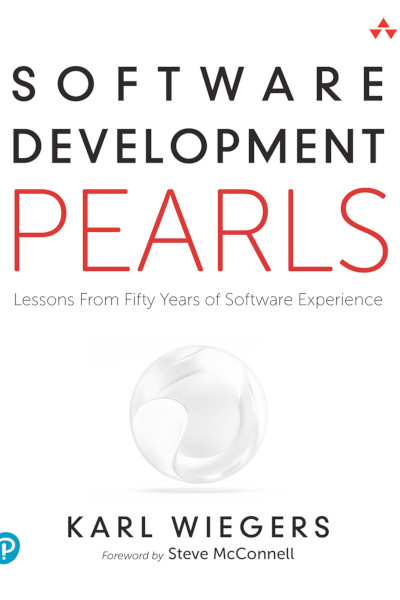 SOFTWARE
DEVELOPMENT
PEARLS
Lessons From Fifty Years of Software Experience
KARL WIEGERS
Foreword by Steve McConnell
P